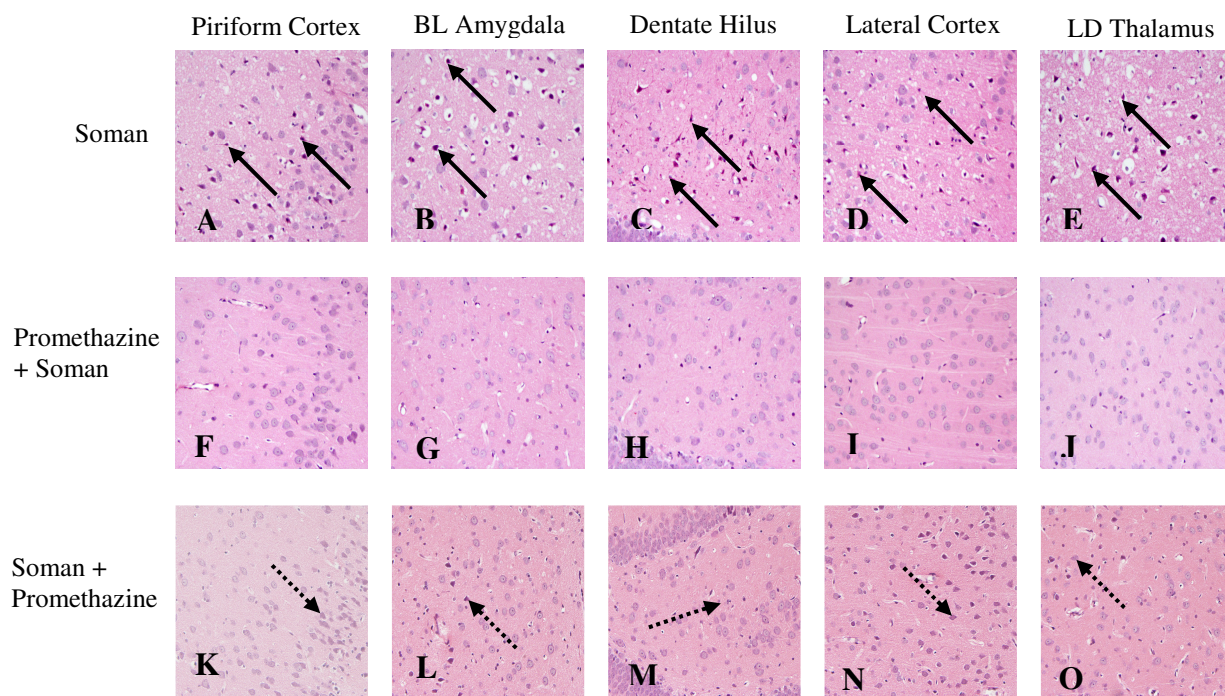 Piriform Cortex BL Amygdala Dentate Hilus Lateral Cortex LD Thalamus
Soman
A B C D E
Promethazine
+ Soman
F G H I J
Soman +
Promethazine
K L M N O